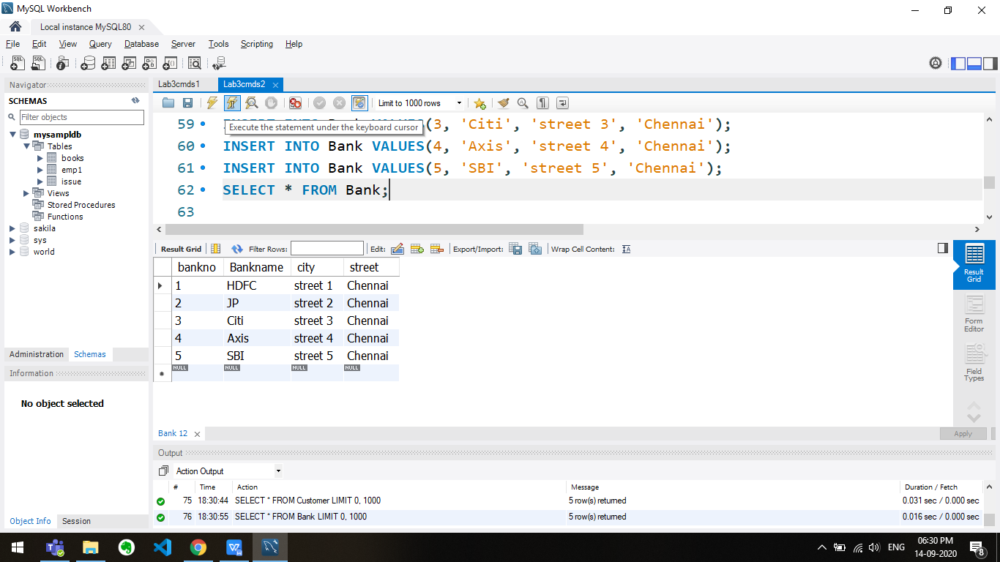 MySQL Workbench
Local instance MySQL80
File Edit View Query Database Server Tools Scripting Help
Navigator
SCHEMAS
Filter objects
mysampldb
Tables
books
emp1
issue
Views
Stored Procedures
Functions
sakila
sys
world
Administration Schemas
Information
No object selected
Object Info Session
Lab3cmds1 Lab3cmds2
Limit to 1000 rows
59 INSERT INTO Bank VALUES(3, 'Citi', 'street 3', 'Chennai');
Execute the statement under the keyboard cursor
60 INSERT INTO Bank VALUES(4, 'Axis', 'street 4', 'Chennai');
61 INSERT INTO Bank VALUES(5, 'SBI', 'street 5', 'Chennai');
62 SELECT * FROM Bank;
63
Result Grid Filter Rows: Edit: Export/Import: Wrap Cell Content:
bankno Bankname city street
1 HDFC street 1 Chennai
2 JP street 2 Chennai
3 Citi street 3 Chennai
4 Axis street 4 Chennai
5 SBI street 5 Chennai
NULL NULL NULL NULL
Result
Grid
Form
Editor
Field
Types
Bank 12
Apply
Output
Action Output
# Time Action Message Duration / Fetch
75 18:30:44 SELECT * FROM Customer LIMIT 0, 1000 5 row(s) returned 0.031 sec / 0.000 sec
76 18:30:55 SELECT * FROM Bank LIMIT 0, 1000 5 row(s) returned 0.016 sec / 0.000 sec
ENG
06:30 PM
14-09-2020
8